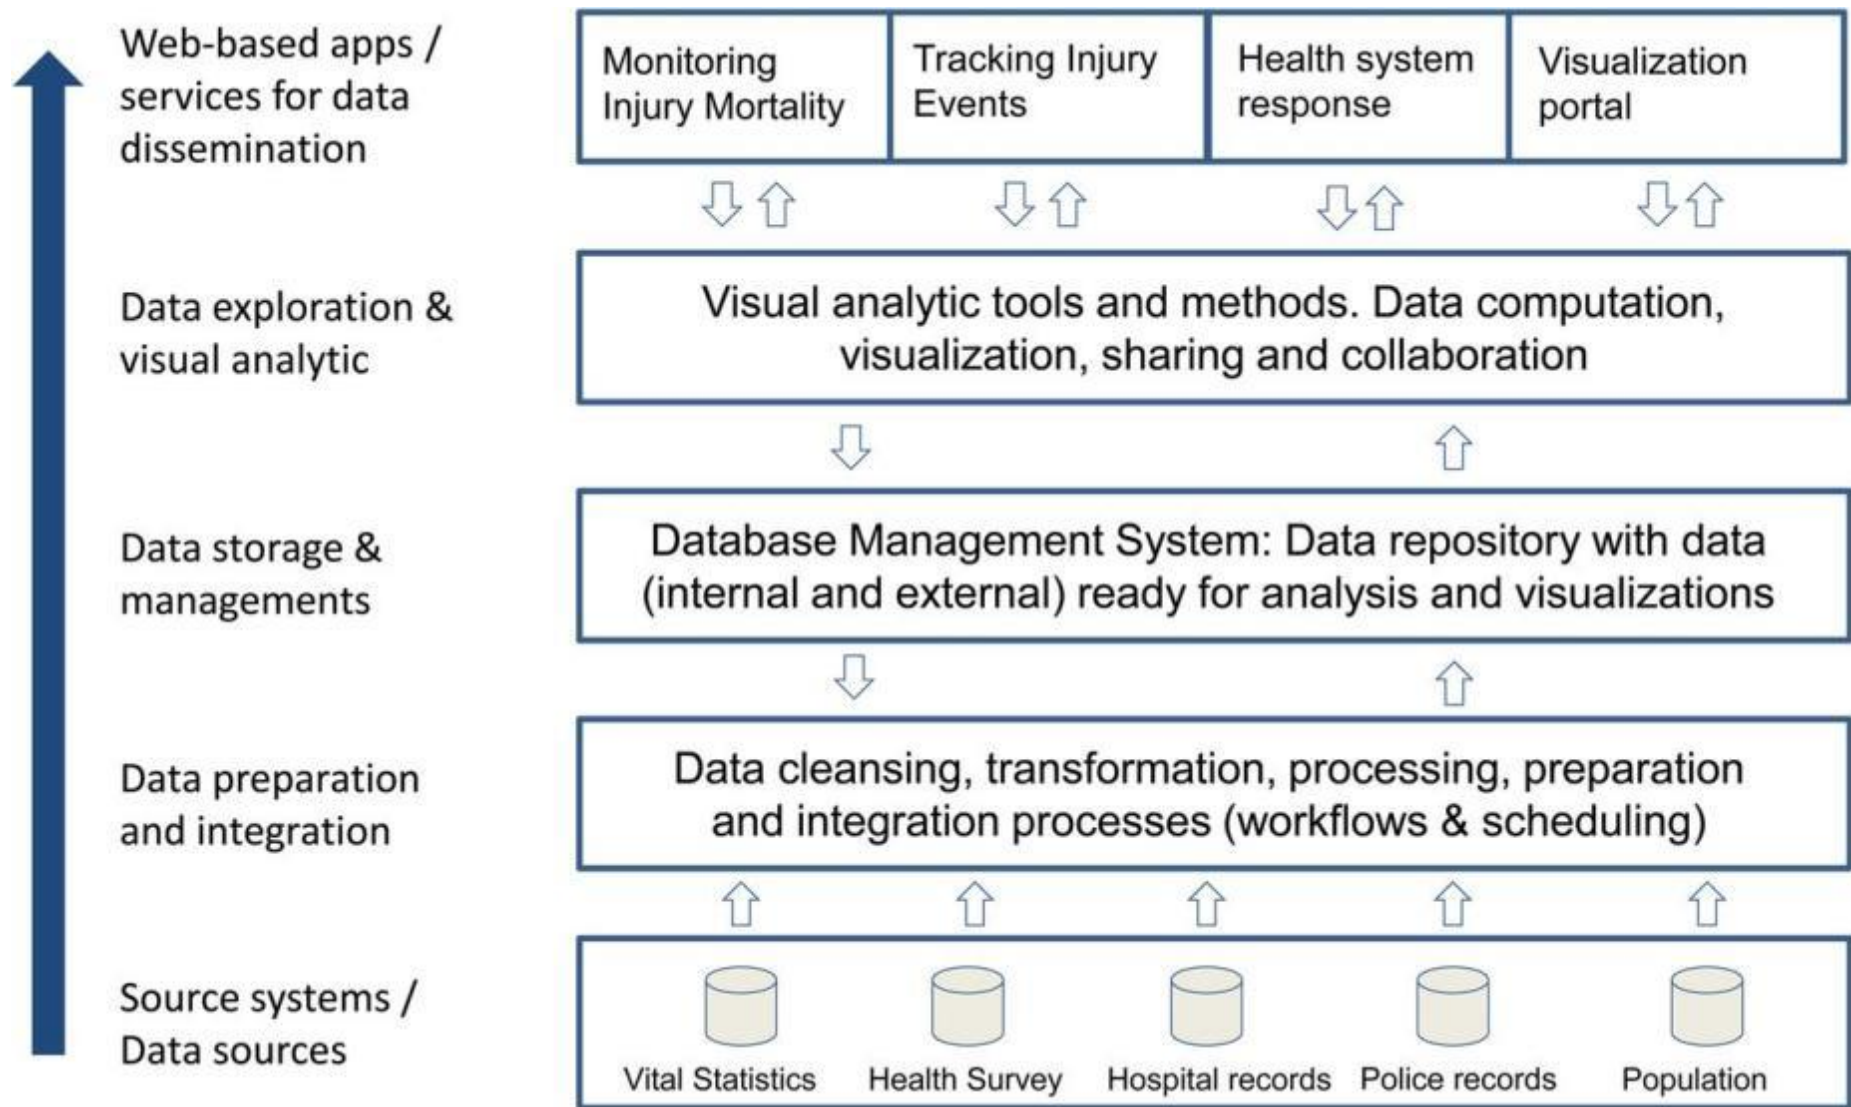 Web-based apps /
services for data
dissemination
Monitoring
Injury Mortality
Tracking Injury
Events
Health system
response
Visualization
portal
Data exploration &
visual analytic
Visual analytic tools and methods. Data computation,
visualization, sharing and collaboration
Data storage &
managements
Database Management System: Data repository with data
(internal and external) ready for analysis and visualizations
Data preparation
and integration
Data cleansing, transformation, processing, preparation
and integration processes (workflows & scheduling)
Source systems /
Data sources
Vital Statistics
Health Survey
Hospital records
Police records
Population